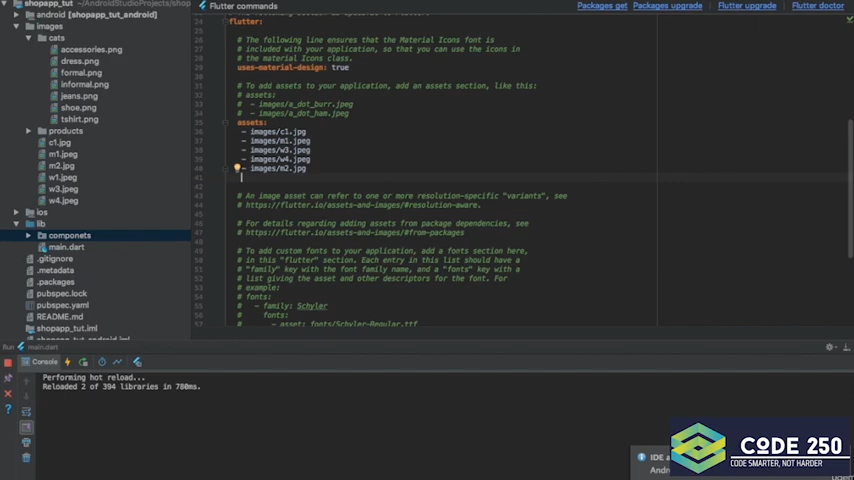 shopapp_tut ~/AndroidStudioProjects/shopapp_tut
android [shopapp_tut_android]
images
cats
accessories.png
dress.png
formal.png
informal.png
jeans.png
shoe.png
tshirt.png
products
c1.jpg
m1.jpeg
m2.jpg
w1.jpeg
w3.jpeg
w4.jpeg
ios
lib
componets
main.dart
.gitignore
.metadata
.packages
pubspec.lock
pubspec.yaml
README.md
shopapp_tut.iml
shopapp_tut_android.iml
Flutter commands
Packages get
Packages upgrade
Flutter upgrade
Flutter doctor
24 flutter:
25
26 # The following line ensures that the Material Icons font is
27 # included with your application, so that you can use the icons in
28 # the material Icons class.
29 uses-material-design: true
30
31 # To add assets to your application, add an assets section, like this:
32 # assets:
33 # - images/a_dot_burr.jpeg
34 # - images/a_dot_ham.jpeg
35 assets:
36 - images/c1.jpg
37 - images/m1.jpeg
38 - images/w3.jpeg
39 - images/w4.jpeg
40 - images/m2.jpg
41
42
43 # An image asset can refer to one or more resolution-specific "variants", see
44 # https://flutter.io/assets-and-images/#resolution-aware.
45
46 # For details regarding adding assets from package dependencies, see
47 # https://flutter.io/assets-and-images/#from-packages
48
49 # To add custom fonts to your application, add a fonts section here,
50 # in this "flutter" section. Each entry in this list should have a
51 # "family" key with the font family name, and a "fonts" key with a
52 # list giving the asset and other descriptors for the font. For
53 # example:
54 # fonts:
55 # - family: Schyler
56 # fonts:
57 # - asset: fonts/Schyler-Regular.ttf
Run main.dart
Console
Performing hot reload...
Reloaded 2 of 394 libraries in 780ms.
IDE a
Andro
CODE 250
CODE SMARTER, NOT HARDER